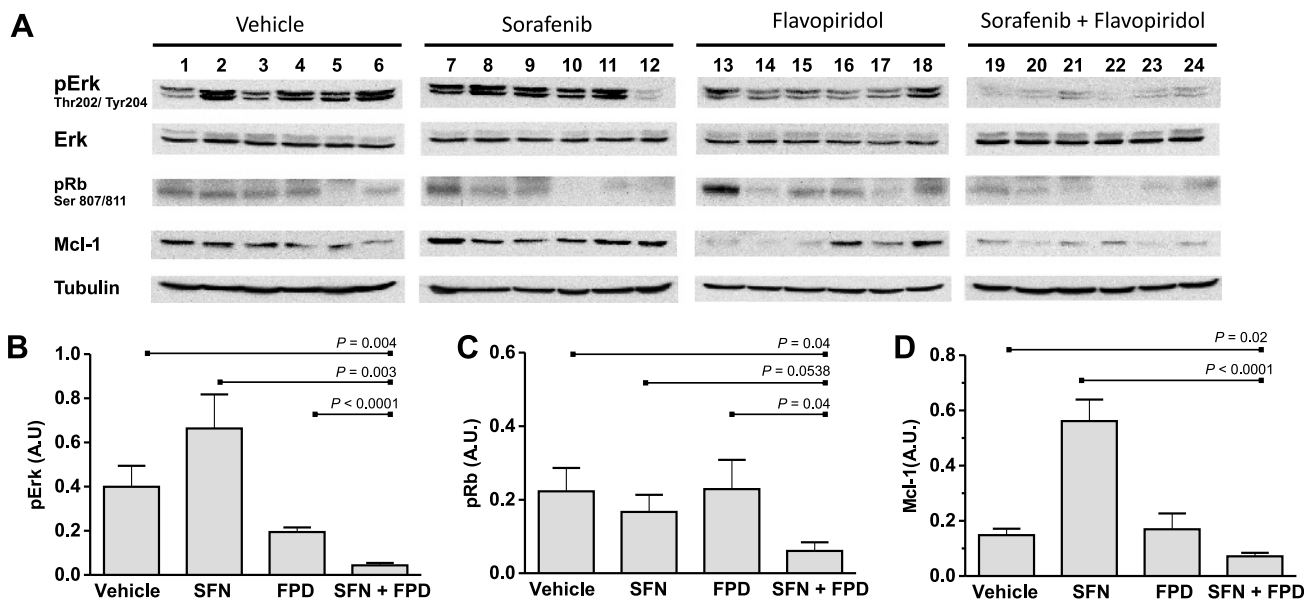 A
Vehicle Sorafenib Flavopiridol Sorafenib + Flavopiridol
1 2 3 4 5 6 7 8 9 10 11 12 13 14 15 16 17 18 19 20 21 22 23 24
pErk
Thr202/ Tyr204
Erk
pRb
Ser 807/811
Mcl-1
Tubulin
B
pErk (A.U)
1.0
0.8
0.6
0.4
0.2
0.0
P = 0.004
P = 0.003
P < 0.0001
Vehicle SFN FPD SFN + FPD
C
pRb (A.U.)
0.6
0.4
0.2
0.0
P = 0.04
P = 0.0538
P = 0.04
Vehicle SFN FPD SFN + FPD
D
Mcl-1(A.U.)
0.8
0.6
0.4
0.2
0.0
P = 0.02
P < 0.0001
Vehicle SFN FPD SFN + FPD